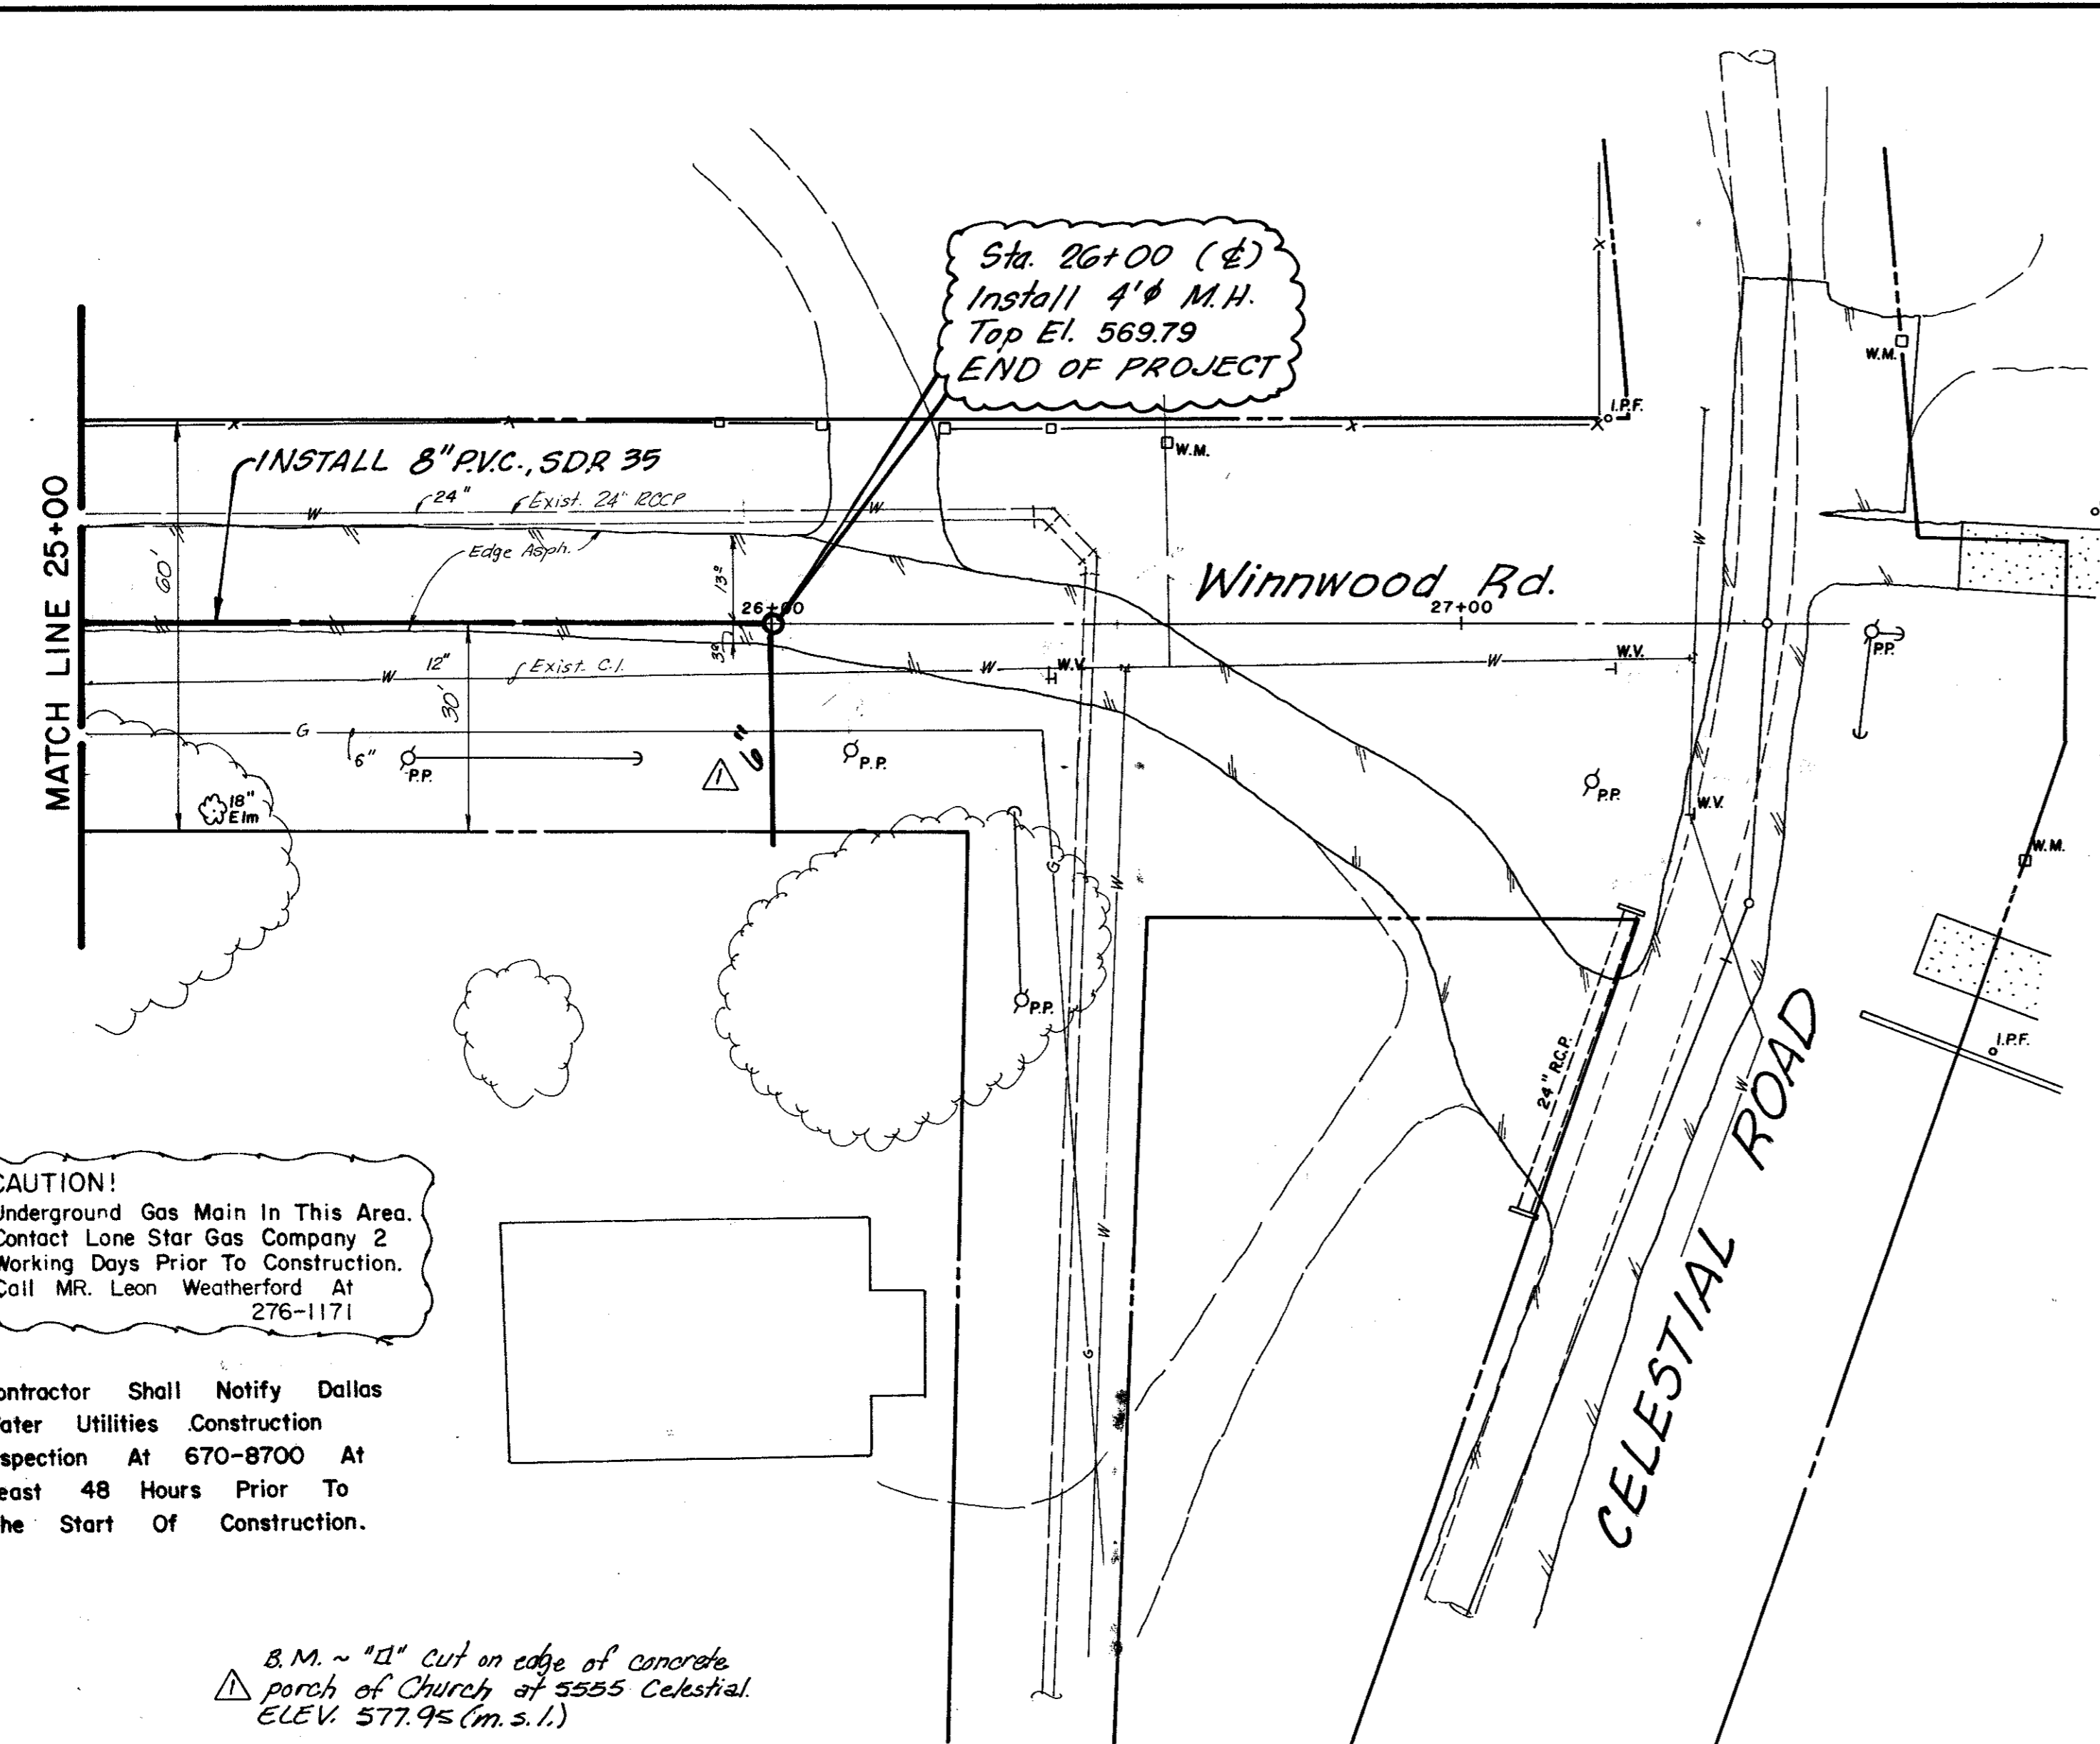 Sta. 26+00 (℄)
Install 4'ϕ M.H.
Top El. 569.79
END OF PROJECT
I.P.F.
W.M.
W.M.
INSTALL 8" P.V.C., SDR 35
24"
Exist. 24" RCCP
W
W
W
Edge Asph.
MATCH LINE 25+00
60'
13°
26+00
3°
Winnwood Rd.
27+00
12"
Exist. C.I.
W
W
W.V.
W
W.V.
P.P.
30'
G
6"
P.P.
6"
1
P.P.
P.P.
W.V.
W.M.
18"
Elm
G
W
P.P.
24" R.C.P.
I.P.F.
W
CELESTIAL ROAD
CAUTION!
Underground Gas Main In This Area.
Contact Lone Star Gas Company 2
Working Days Prior To Construction.
Call MR. Leon Weatherford At
276-1171
W
G
ontractor Shall Notify Dallas
ater Utilities Construction
spection At 670-8700 At
east 48 Hours Prior To
he Start Of Construction.
B.M. ~ "□" cut on edge of concrete
1 porch of Church at 5555 Celestial.
ELEV. 577.95 (m.s.l.)